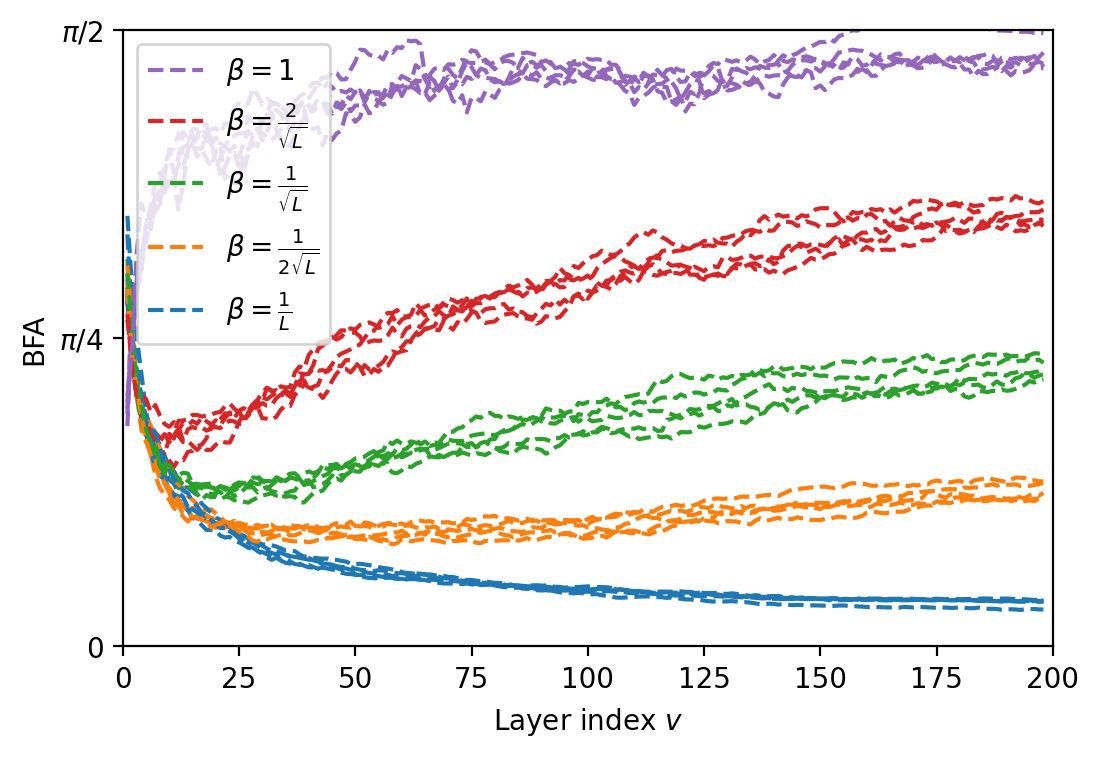 π/2
π/4
0
BFA
β = 1
β = 2/√L
β = 1/√L
β = 1/2√L
β = 1/L
0 25 50 75 100 125 150 175 200
Layer index v